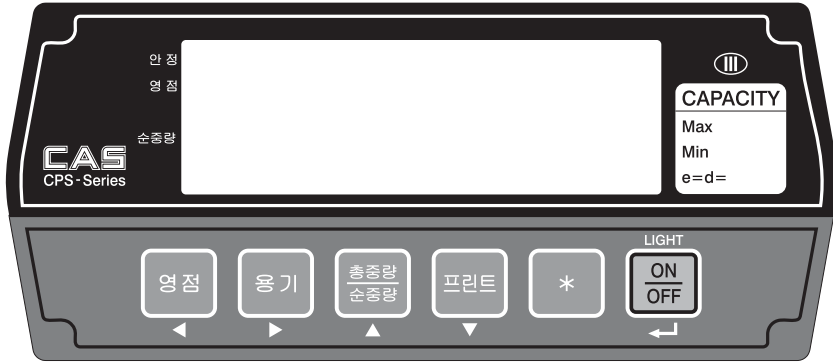 안정
영점
순중량
CAS
CPS-Series
III
CAPACITY
Max
Min
e=d=
LIGHT
영점
용기
총중량
순중량
프린트
*
ON
OFF